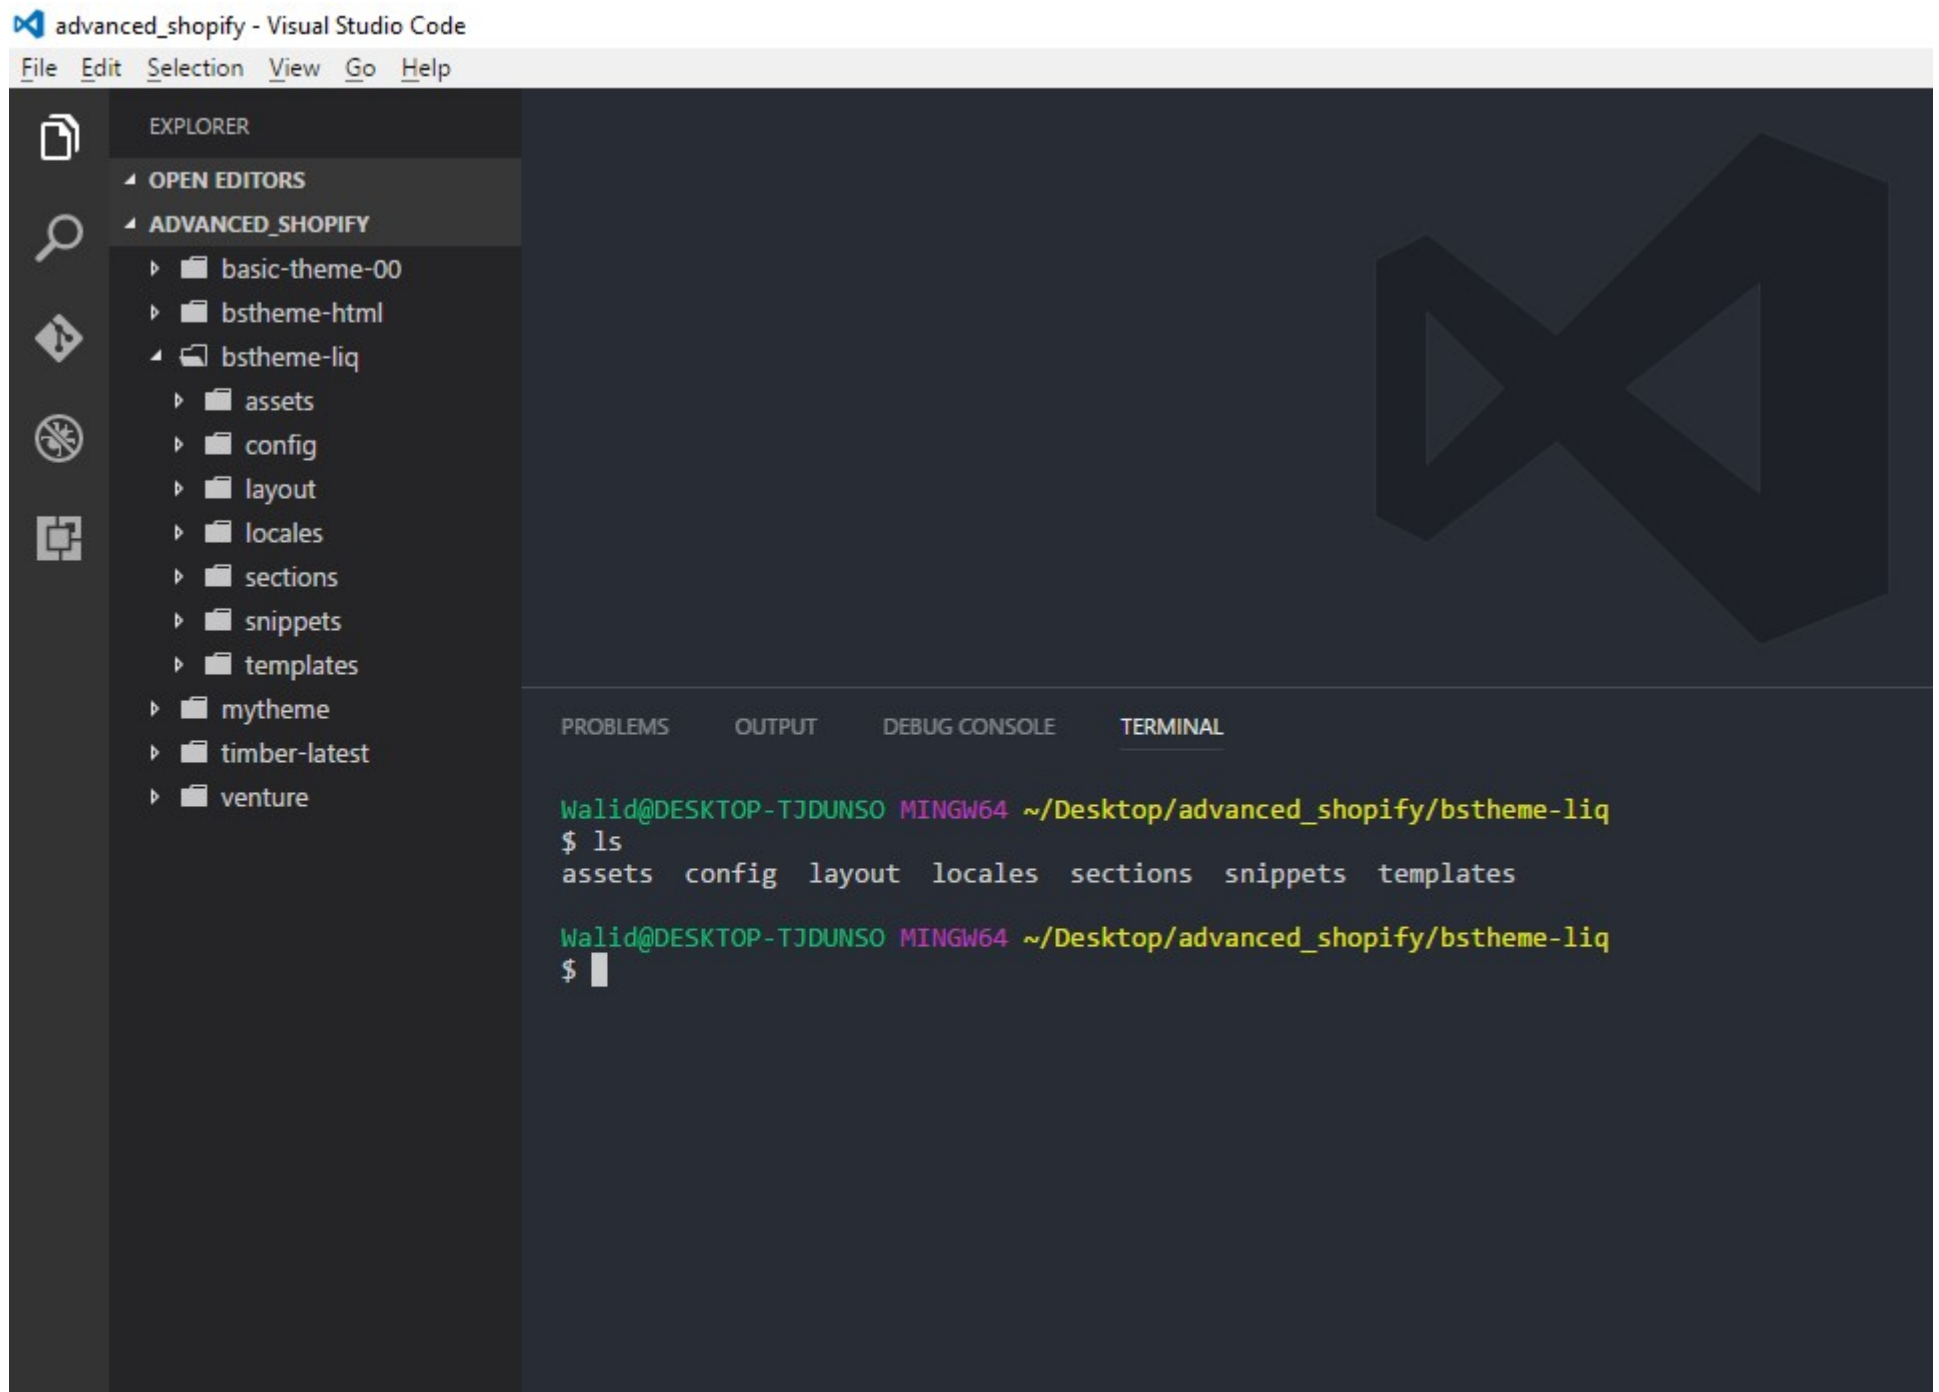 advanced_shopify - Visual Studio Code
File Edit Selection View Go Help
EXPLORER
OPEN EDITORS
ADVANCED_SHOPIFY
basic-theme-00
bstheme-html
bstheme-liq
assets
config
layout
locales
sections
snippets
templates
mytheme
timber-latest
venture
PROBLEMS OUTPUT DEBUG CONSOLE TERMINAL
Walid@DESKTOP-TJDUNSO MINGW64 ~/Desktop/advanced_shopify/bstheme-liq
$ ls
assets config layout locales sections snippets templates
Walid@DESKTOP-TJDUNSO MINGW64 ~/Desktop/advanced_shopify/bstheme-liq
$